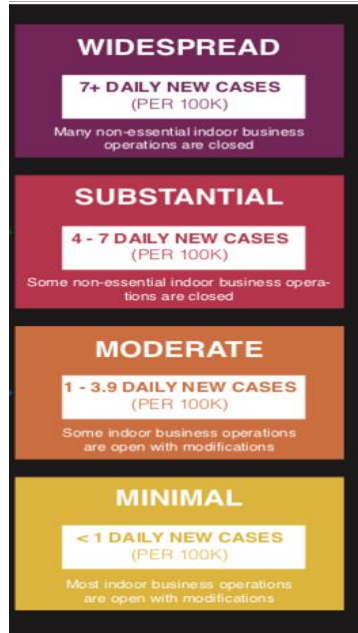 WIDESPREAD
7+ DAILY NEW CASES
(PER 100K)
Many non-essential indoor business
operations are closed
SUBSTANTIAL
4 - 7 DAILY NEW CASES
(PER 100K)
Some non-essential indoor business opera-
tions are closed
MODERATE
1 - 3.9 DAILY NEW CASES
(PER 100K)
Some indoor business operations
are open with modifications
MINIMAL
< 1 DAILY NEW CASES
(PER 100K)
Most indoor business operations
are open with modifications